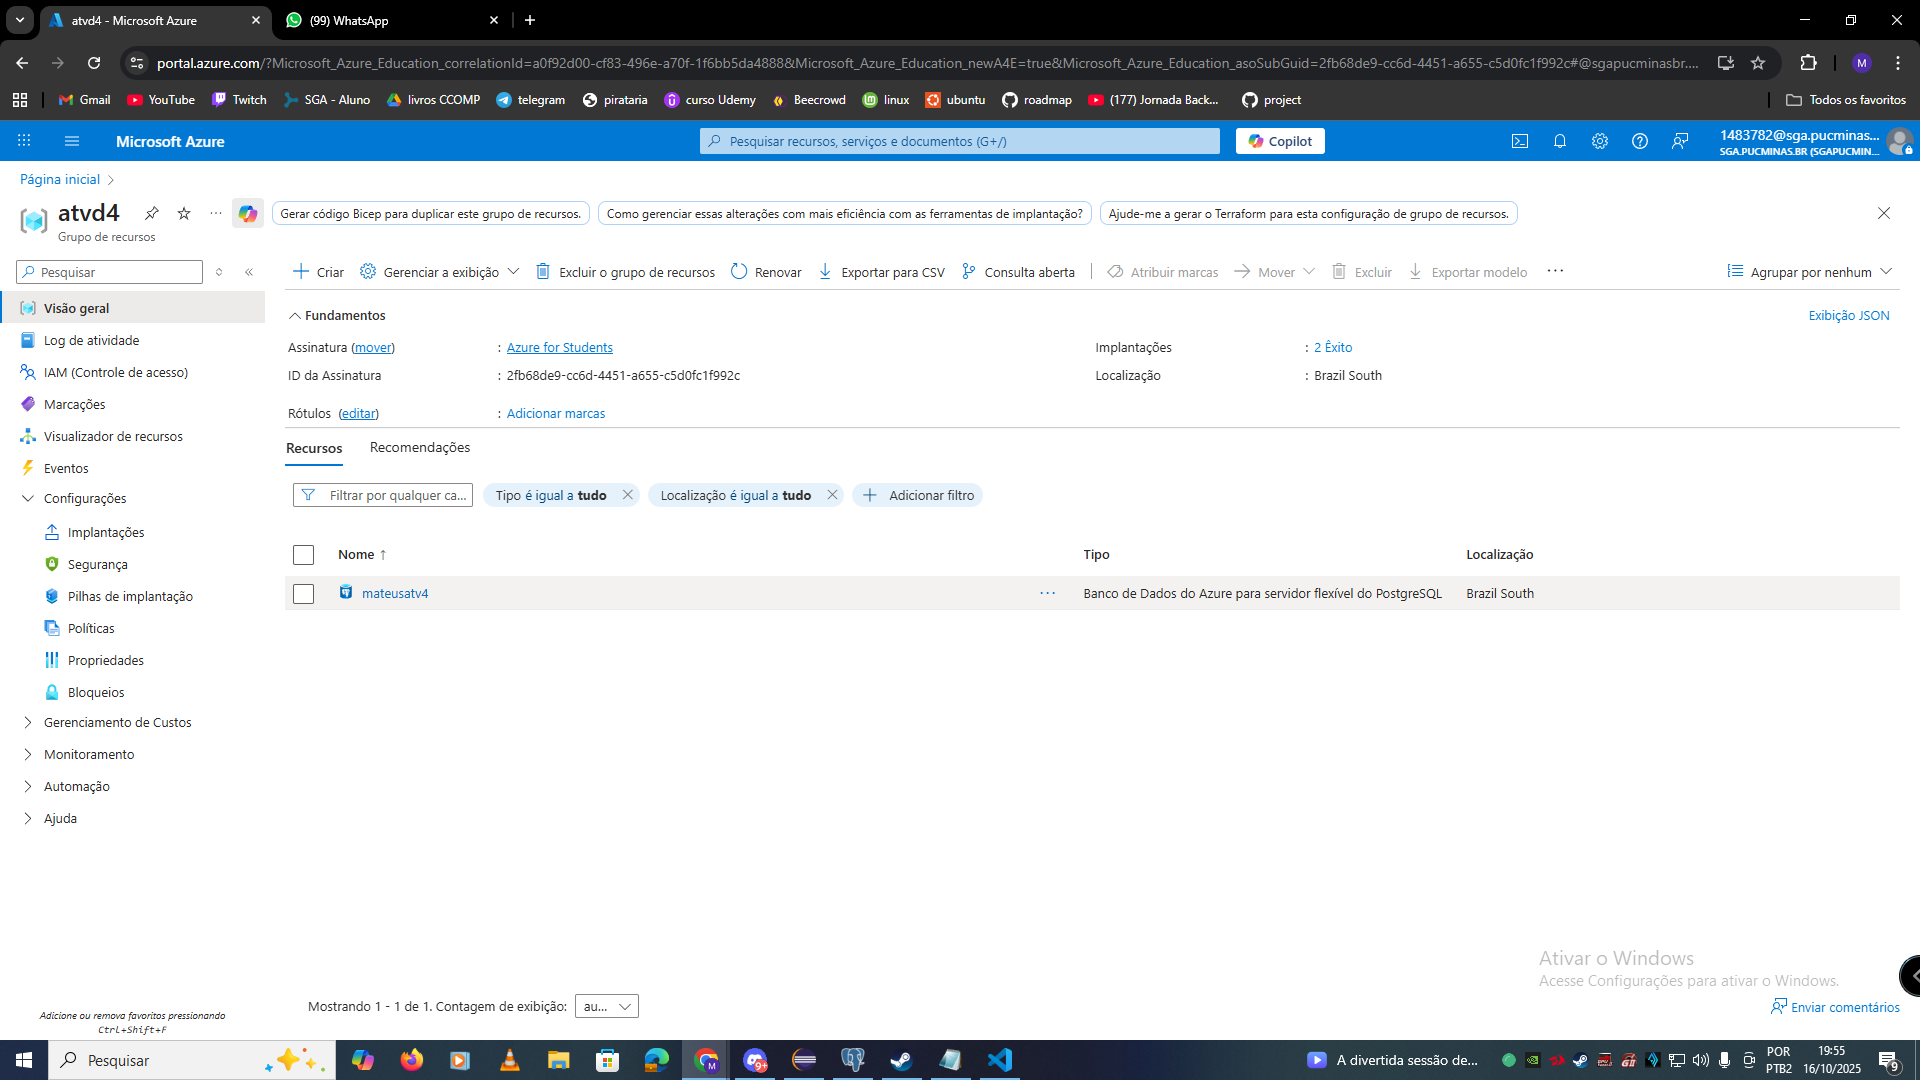 atvd4 - Microsoft Azure
(99) WhatsApp
portal.azure.com/?Microsoft_Azure_Education_correlationId=a0f92d00-cf83-496e-a70f-1f6bb5da4888&Microsoft_Azure_Education_newA4E=true&Microsoft_Azure_Education_asoSubGuid=2fb68de9-cc6d-4451-a655-c5d0fc1f992c#@sgapucminasbr....
M
Gmail
YouTube
Twitch
SGA - Aluno
livros CCOMP
telegram
pirataria
curso Udemy
Beecrowd
linux
ubuntu
roadmap
(177) Jornada Back...
project
Todos os favoritos
Microsoft Azure
Pesquisar recursos, serviços e documentos (G+/)
Copilot
1483782@sga.pucminas...
SGA.PUCMINAS.BR (SGAPUCMIN...
Página inicial
atvd4
Grupo de recursos
Gerar código Bicep para duplicar este grupo de recursos.
Como gerenciar essas alterações com mais eficiência com as ferramentas de implantação?
Ajude-me a gerar o Terraform para esta configuração de grupo de recursos.
Pesquisar
Criar
Gerenciar a exibição
Excluir o grupo de recursos
Renovar
Exportar para CSV
Consulta aberta
Atribuir marcas
Mover
Excluir
Exportar modelo
Agrupar por nenhum
Visão geral
Log de atividade
IAM (Controle de acesso)
Marcações
Visualizador de recursos
Eventos
Configurações
Implantações
Segurança
Pilhas de implantação
Políticas
Propriedades
Bloqueios
Gerenciamento de Custos
Monitoramento
Automação
Ajuda
Adicione ou remova favoritos pressionando
Ctrl+Shift+F
Fundamentos
Exibição JSON
Assinatura (mover) : Azure for Students
Implantações : 2 Êxito
ID da Assinatura : 2fb68de9-cc6d-4451-a655-c5d0fc1f992c
Localização : Brazil South
Rótulos (editar) : Adicionar marcas
Recursos
Recomendações
Filtrar por qualquer ca...
Tipo é igual a tudo
Localização é igual a tudo
Adicionar filtro
Nome ↑
Tipo
Localização
mateusatv4
Banco de Dados do Azure para servidor flexível do PostgreSQL
Brazil South
Mostrando 1 - 1 de 1. Contagem de exibição:
au...
Ativar o Windows
Acesse Configurações para ativar o Windows.
Enviar comentários
Pesquisar
M
9+
A divertida sessão de...
POR
PTB2
19:55
16/10/2025
9